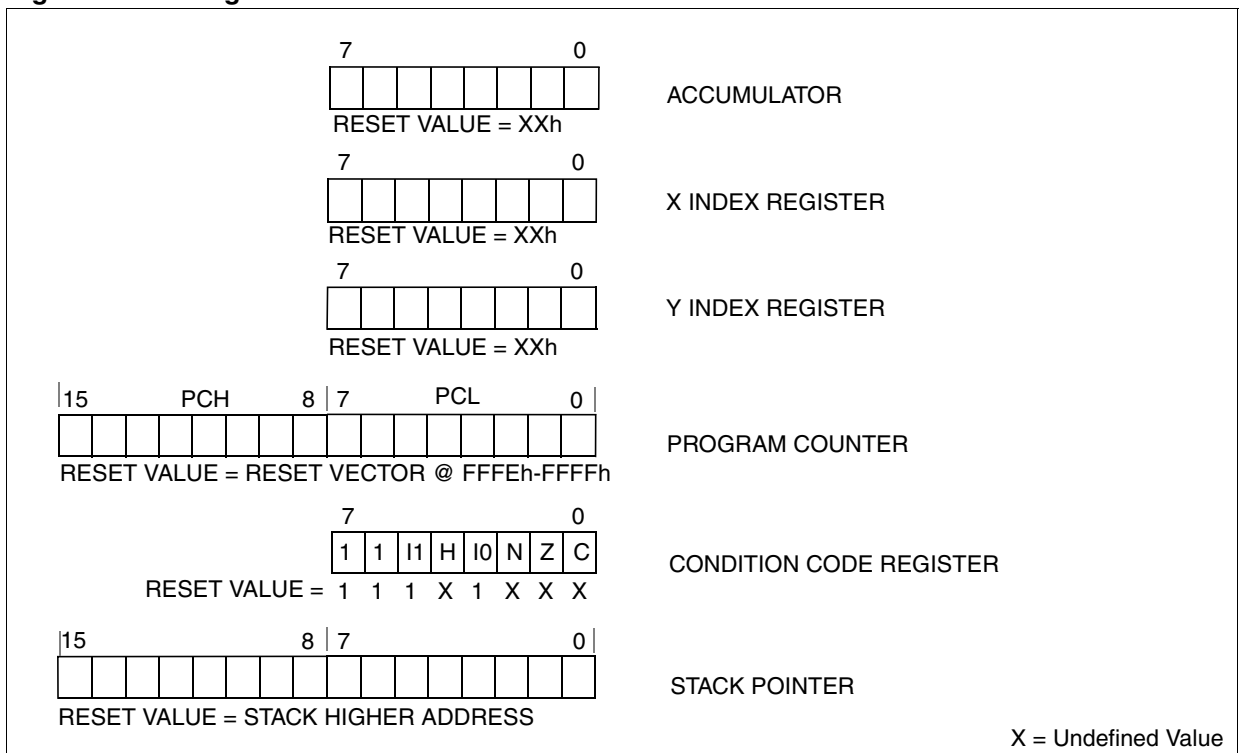 7 0
ACCUMULATOR
RESET VALUE = XXh
7 0
X INDEX REGISTER
RESET VALUE = XXh
7 0
Y INDEX REGISTER
RESET VALUE = XXh
15 PCH 8 7 PCL 0
PROGRAM COUNTER
RESET VALUE = RESET VECTOR @ FFFEh-FFFFh
7 0
1 1 I1 H I0 N Z C
CONDITION CODE REGISTER
RESET VALUE = 1 1 1 X 1 X X X
15 8 7 0
STACK POINTER
RESET VALUE = STACK HIGHER ADDRESS
X = Undefined Value